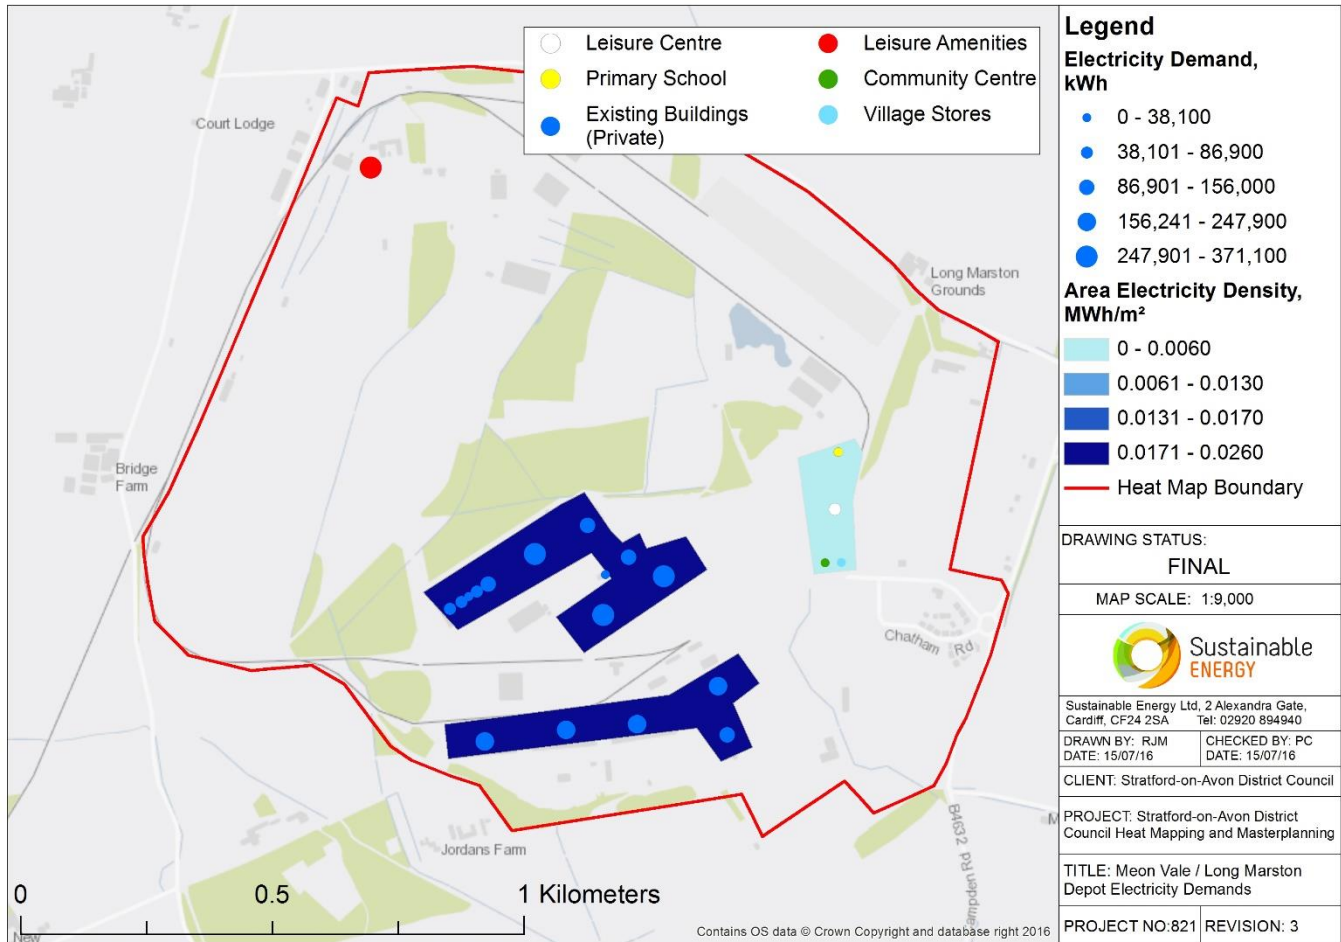 Leisure Centre
Primary School
Existing Buildings
(Private)
Leisure Amenities
Community Centre
Village Stores
Court Lodge
Long Marston
Grounds
Bridge
Farm
Chatham Rd
Jordans Farm
B4632
New
M
0 0.5 1 Kilometers
Contains OS data © Crown Copyright and database right 2016
Legend
Electricity Demand,
kWh
0 - 38,100
38,101 - 86,900
86,901 - 156,000
156,241 - 247,900
247,901 - 371,100
Area Electricity Density,
MWh/m²
0 - 0.0060
0.0061 - 0.0130
0.0131 - 0.0170
0.0171 - 0.0260
Heat Map Boundary
DRAWING STATUS:
FINAL
MAP SCALE: 1:9,000
Sustainable
ENERGY
Sustainable Energy Ltd, 2 Alexandra Gate,
Cardiff, CF24 2SA Tel: 02920 894940
DRAWN BY: RJM
DATE: 15/07/16
CHECKED BY: PC
DATE: 15/07/16
CLIENT: Stratford-on-Avon District Council
PROJECT: Stratford-on-Avon District
Council Heat Mapping and Masterplanning
TITLE: Meon Vale / Long Marston
Depot Electricity Demands
PROJECT NO:821 REVISION: 3